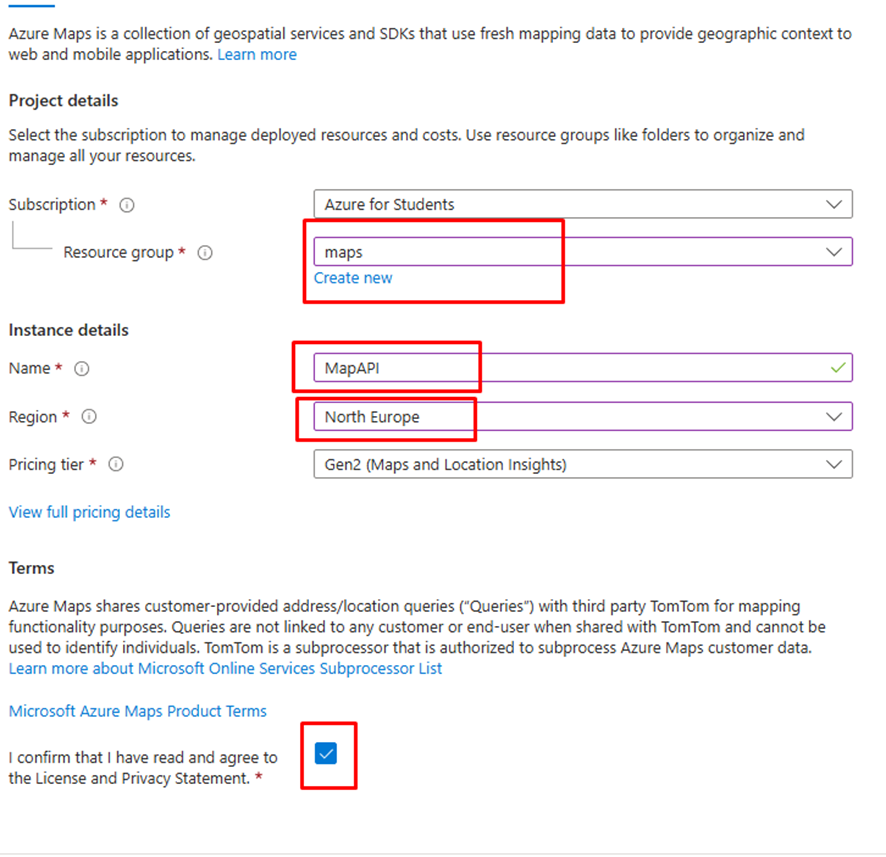 Azure Maps is a collection of geospatial services and SDKs that use fresh mapping data to provide geographic context to
web and mobile applications. Learn more
Project details
Select the subscription to manage deployed resources and costs. Use resource groups like folders to organize and
manage all your resources.
Subscription *
Azure for Students
Resource group *
maps
Create new
Instance details
Name *
MapAPI
Region *
North Europe
Pricing tier *
Gen2 (Maps and Location Insights)
View full pricing details
Terms
Azure Maps shares customer-provided address/location queries (“Queries”) with third party TomTom for mapping
functionality purposes. Queries are not linked to any customer or end-user when shared with TomTom and cannot be
used to identify individuals. TomTom is a subprocessor that is authorized to subprocess Azure Maps customer data.
Learn more about Microsoft Online Services Subprocessor List
Microsoft Azure Maps Product Terms
I confirm that I have read and agree to
the License and Privacy Statement. *